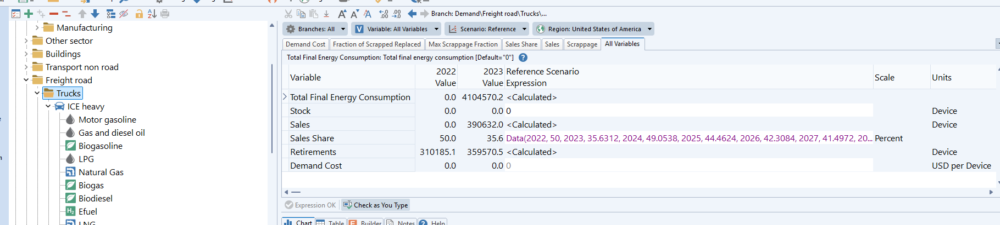 Branch: Demand\Freight road\Trucks\...
Manufacturing
Other sector
Buildings
Transport non road
Freight road
Trucks
ICE heavy
Motor gasoline
Gas and diesel oil
Biogasoline
LPG
Natural Gas
Biogas
Biodiesel
H2 Efuel
LNG
Branches: All
V Variable: All Variables
Scenario: Reference
Region: United States of America
Demand Cost Fraction of Scrapped Replaced Max Scrappage Fraction Sales Share Sales Scrappage All Variables
Total Final Energy Consumption: Total final energy consumption [Default="0"] ?
Variable 2022 Value 2023 Value Reference Scenario Expression Scale Units
Total Final Energy Consumption 0.0 4104570.2 <Calculated>
Stock 0.0 0.0 0 Device
Sales 0.0 390632.0 <Calculated> Device
Sales Share 50.0 35.6 Data(2022, 50, 2023, 35.6312, 2024, 49.0538, 2025, 44.4624, 2026, 42.3084, 2027, 41.4972, 20... Percent
Retirements 310185.1 359570.5 <Calculated> Device
Demand Cost 0.0 0.0 0 USD per Device
Expression OK Check as You Type
Chart Table Builder Notes Help